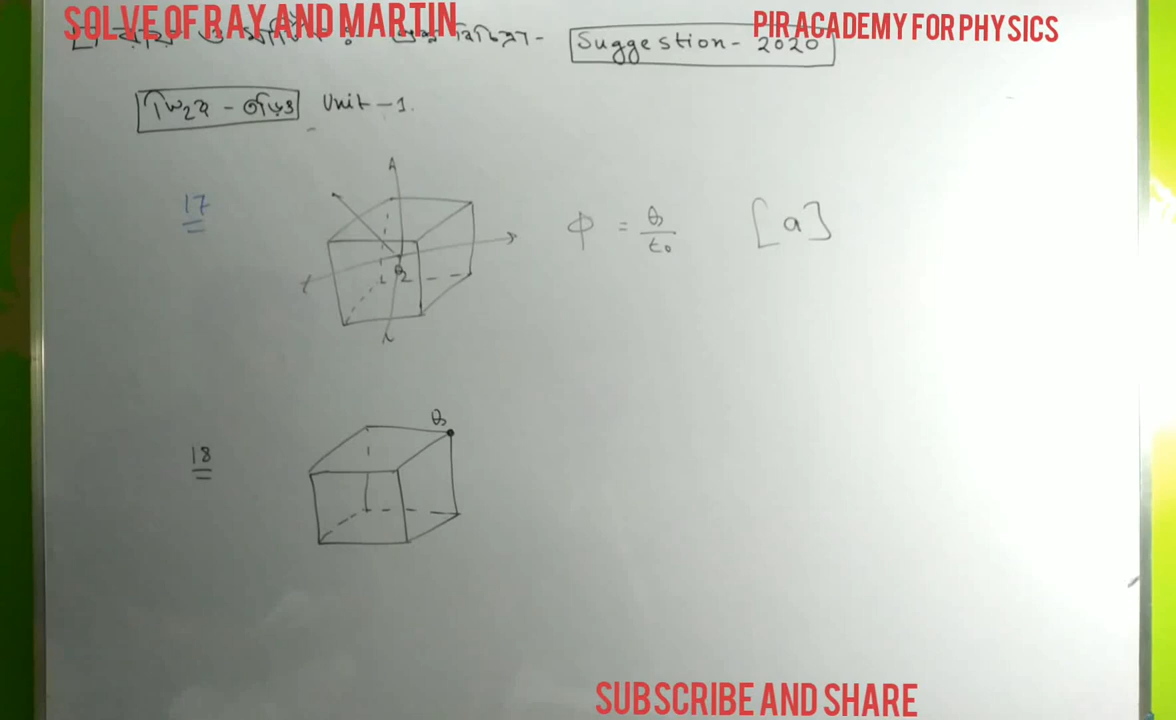 SOLVE OF RAY AND MARTIN
PIR ACADEMY FOR PHYSICS
Suggestion - 2020
স্থির - তড়িৎ Unit - 1.
17
A
Q
ϕ = Q / ε₀ [a]
18
Q
SUBSCRIBE AND SHARE